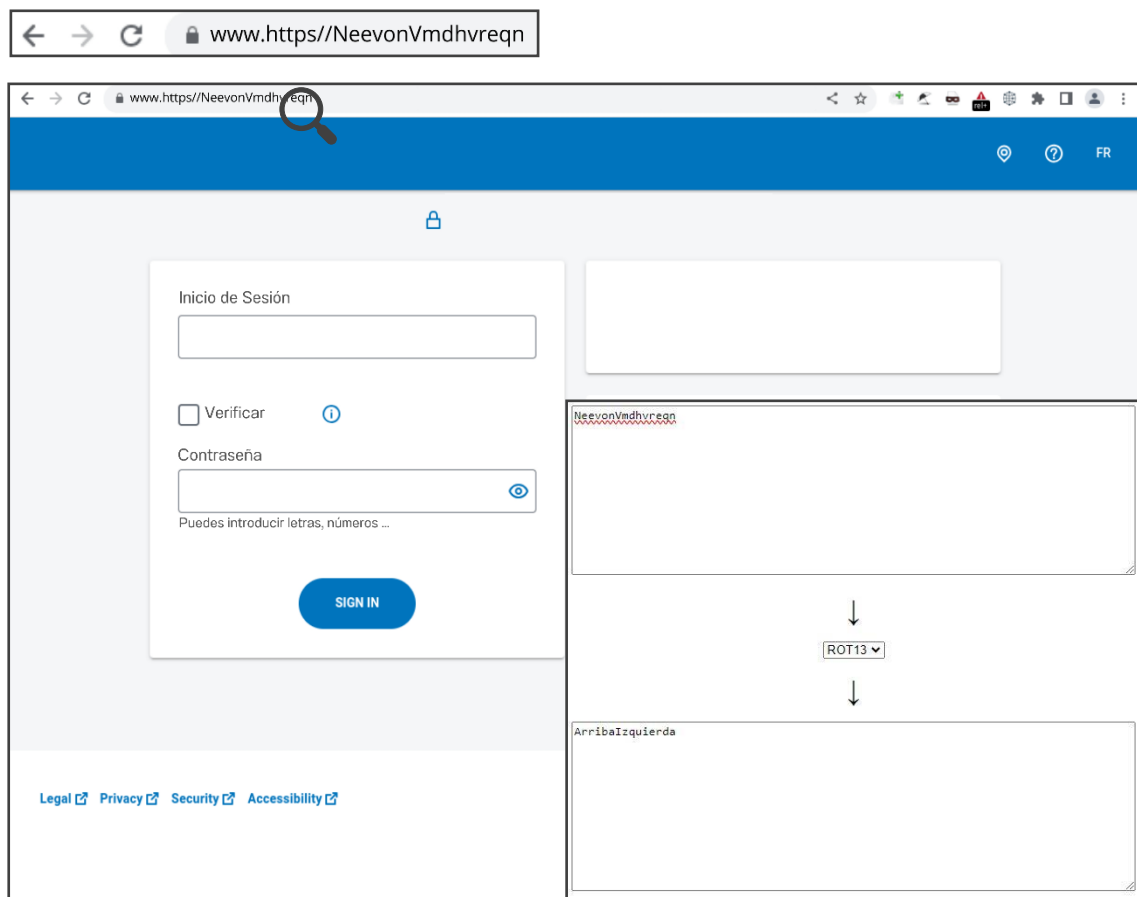 www.https//NeevonVmdhvreqn
www.https//NeevonVmdhvreqn
rel+
FR
Inicio de Sesión
Verificar
Contraseña
Puedes introducir letras, números ...
SIGN IN
NeevonVmdhvreqn
ROT13
ArribaIzquierda
Legal Privacy Security Accessibility